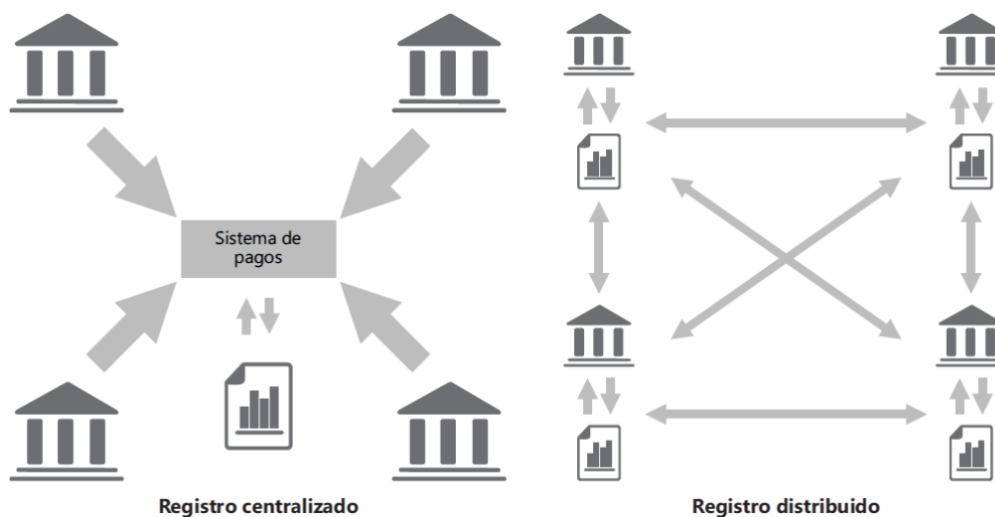 Sistema de
pagos
Registro centralizado
Registro distribuido